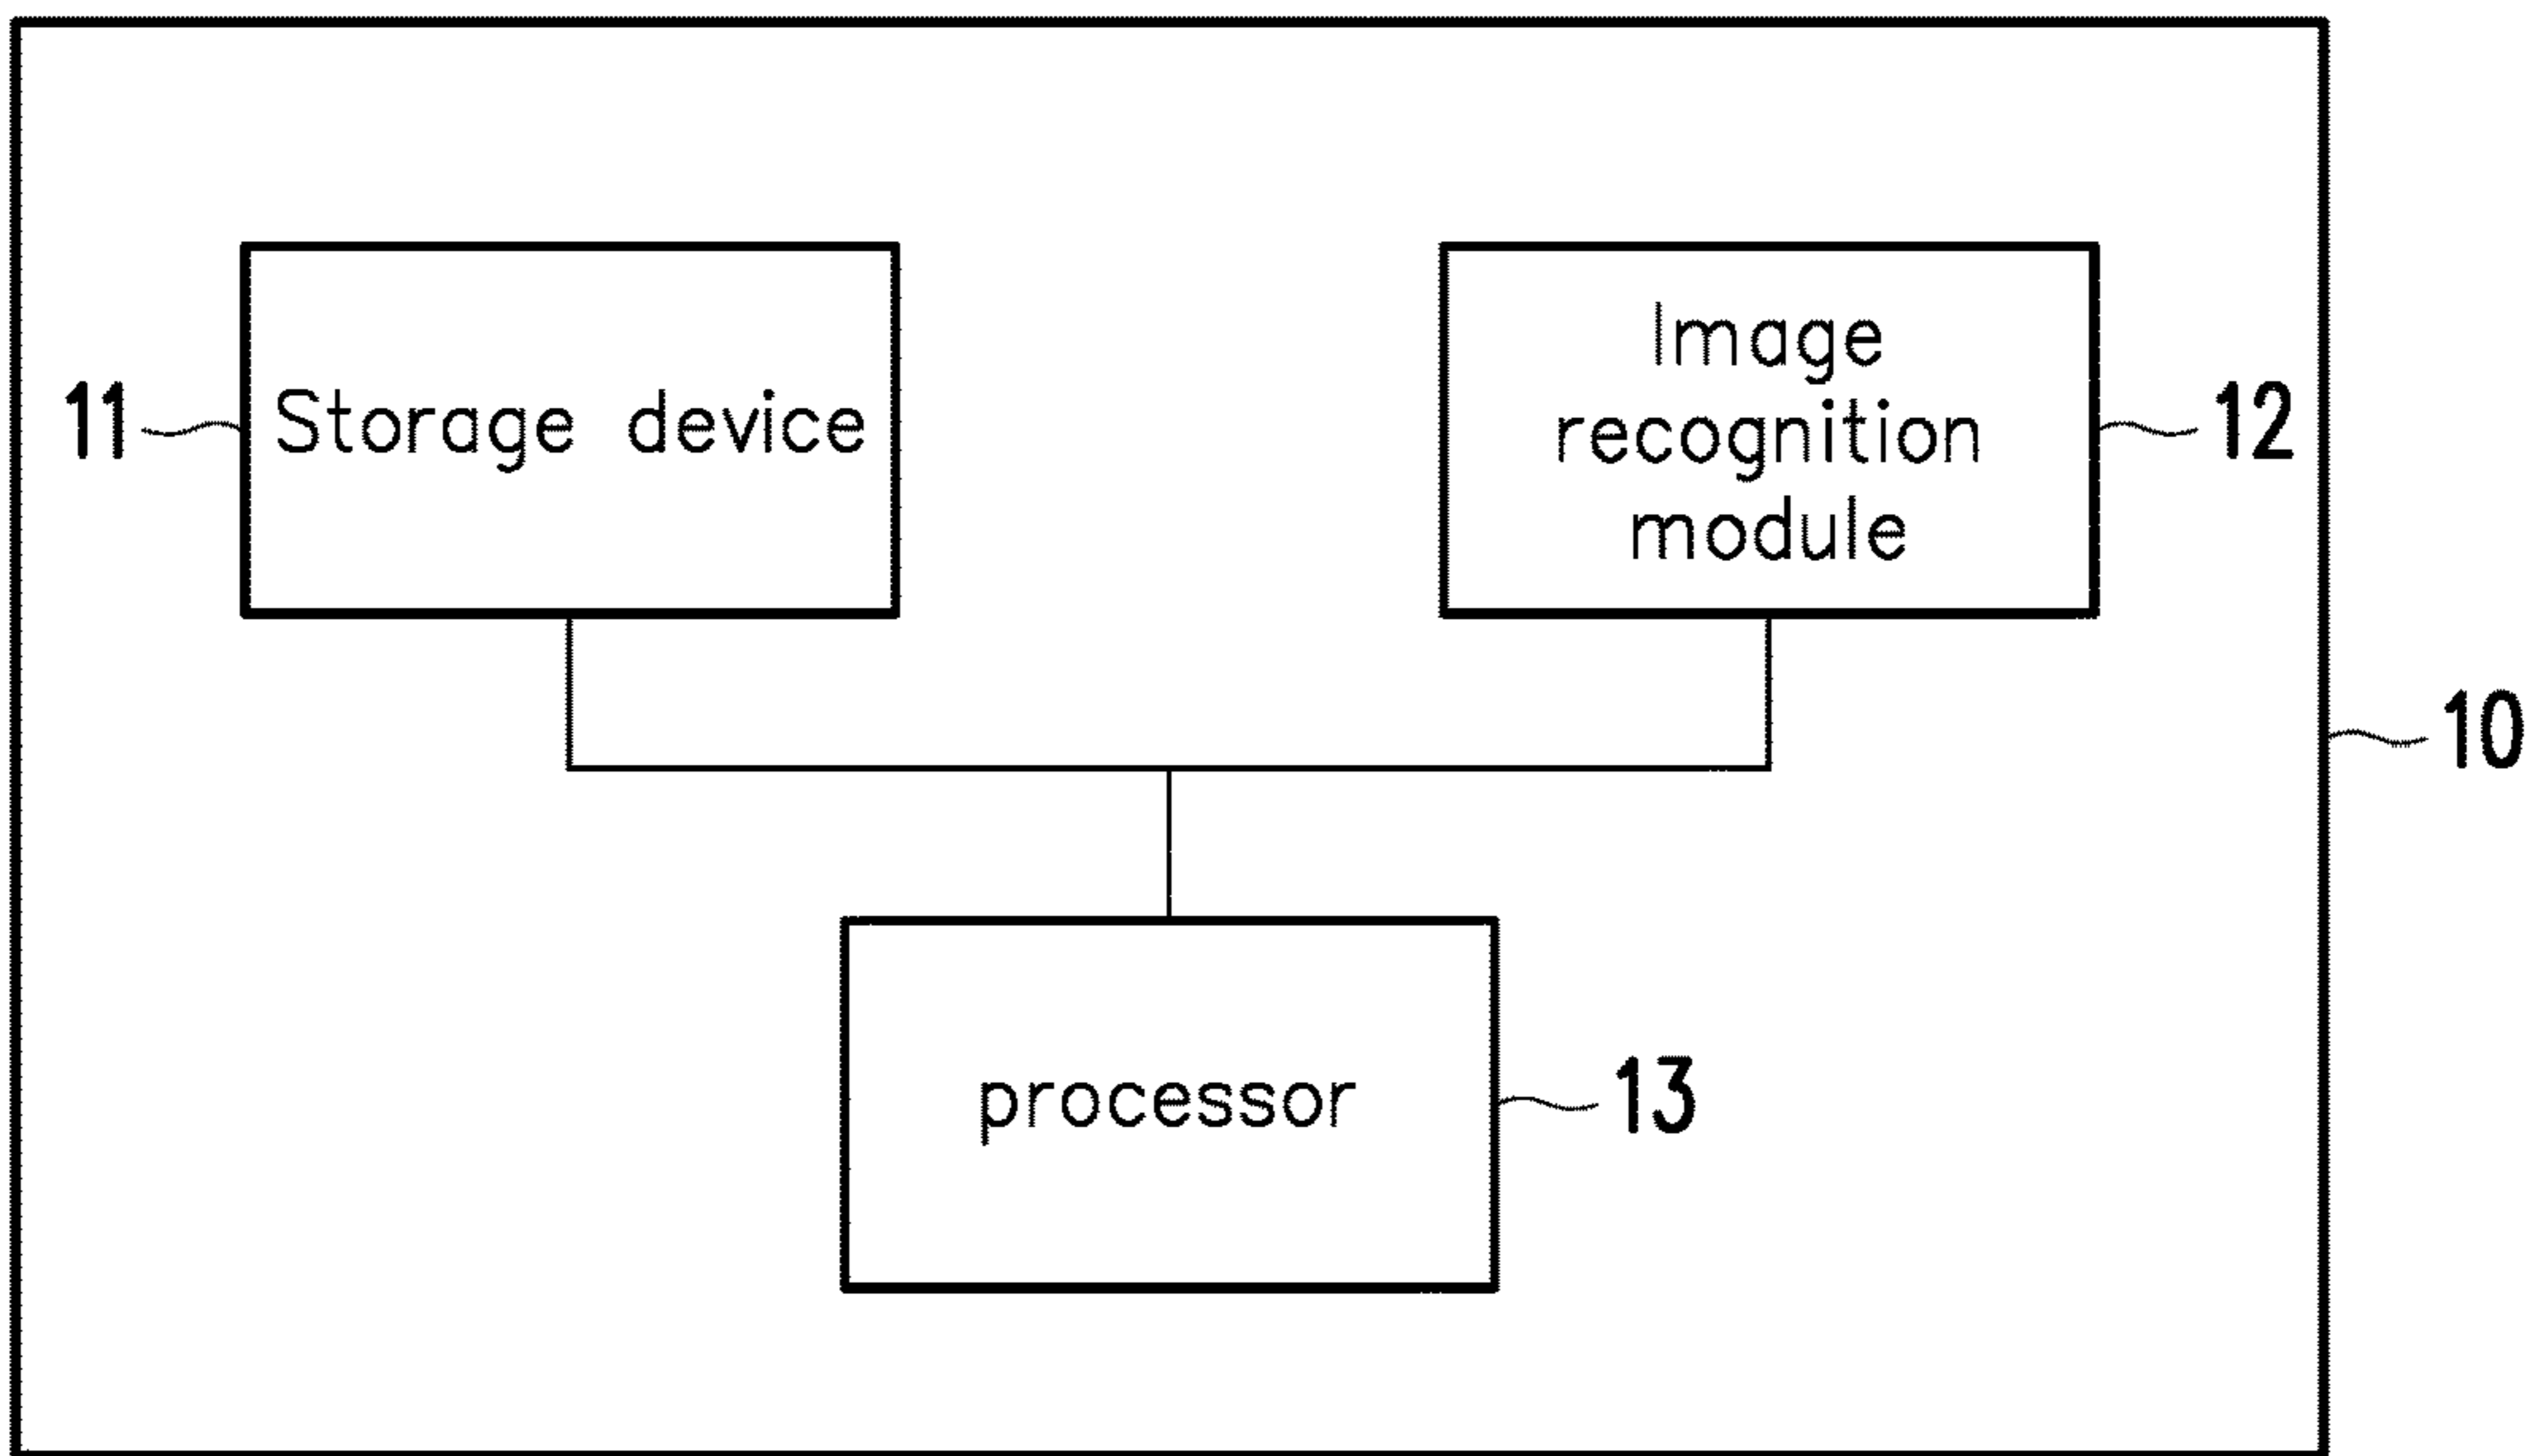 11
Storage device
Image
recognition
module
12
10
processor
13